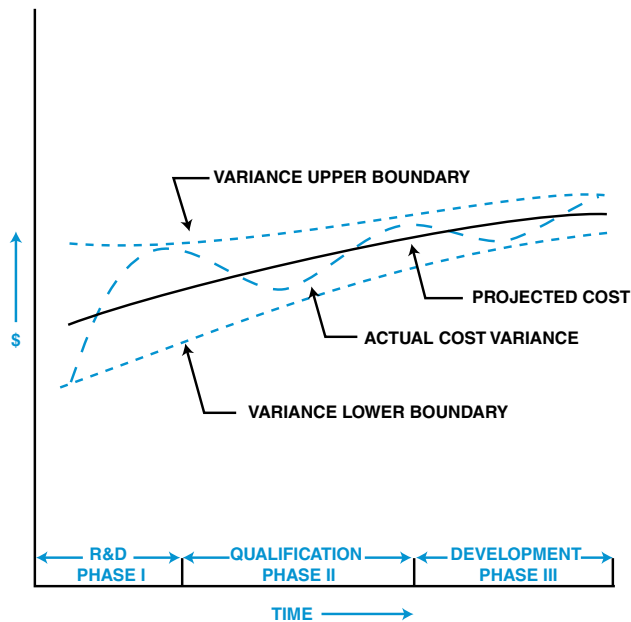 VARIANCE UPPER BOUNDARY
PROJECTED COST
$
ACTUAL COST VARIANCE
VARIANCE LOWER BOUNDARY
R&D
PHASE I
QUALIFICATION
PHASE II
DEVELOPMENT
PHASE III
TIME